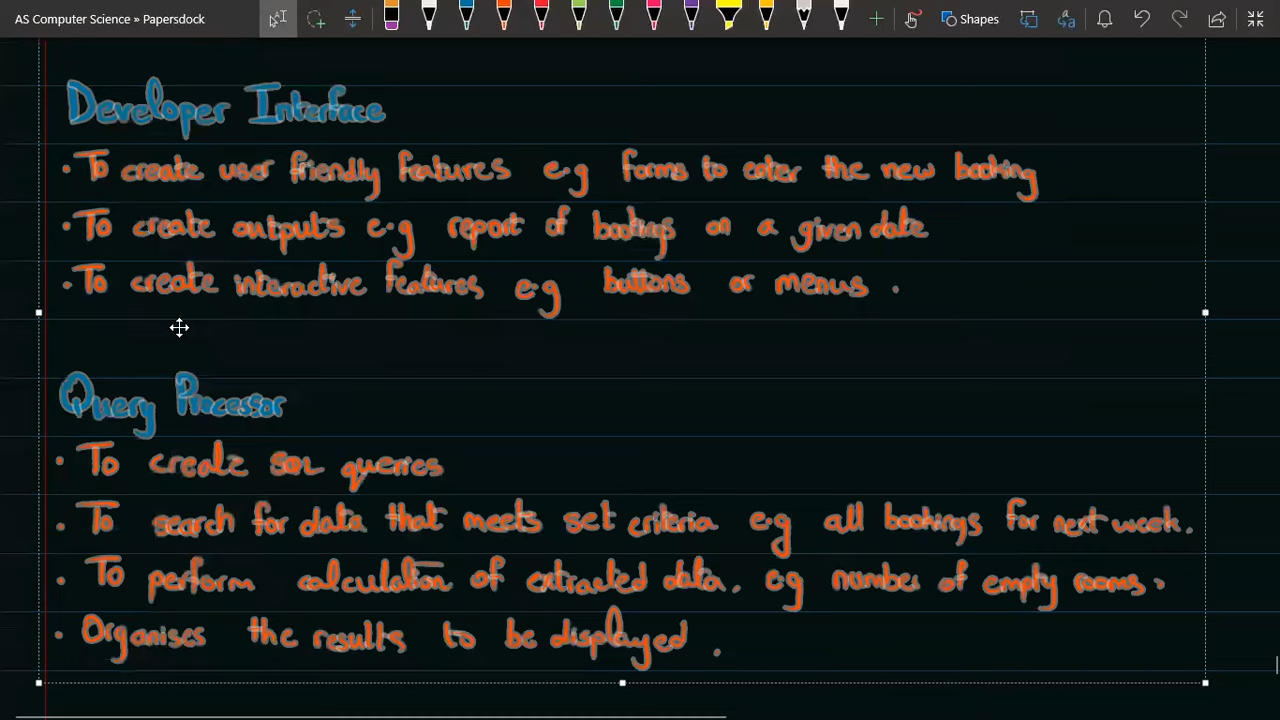 AS Computer Science » Papersdock
Shapes
Developer Interface
• To create user friendly features e.g forms to enter the new booking
• To create outputs e.g report of bookings on a given date
• To create interactive features e.g buttons or menus .
Query Processor
• To create SQL queries
• To search for data that meets set criteria e.g all bookings for next week.
• To perform calculation of extracted data. e.g number of empty rooms.
• Organises the results to be displayed .